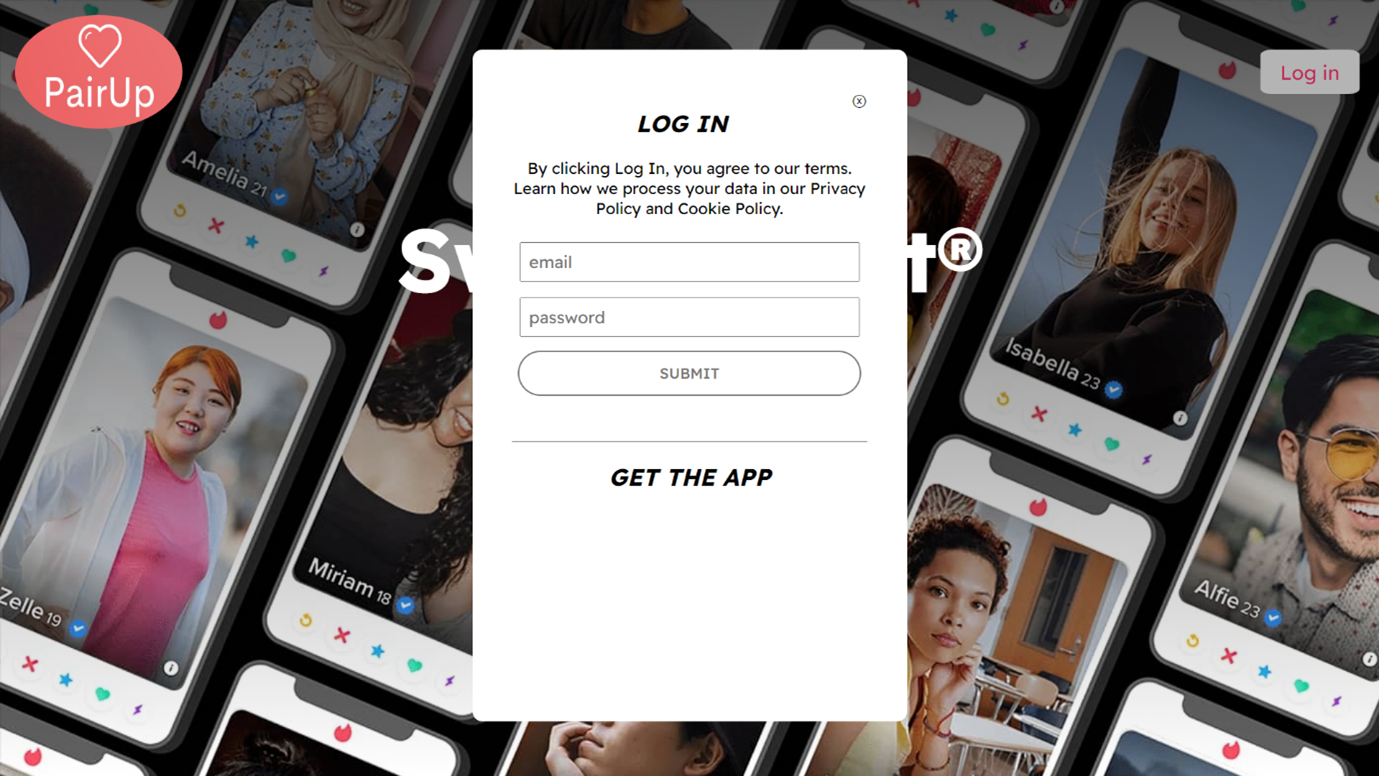 PairUp
Log in
LOG IN
By clicking Log In, you agree to our terms.
Learn how we process your data in our Privacy
Policy and Cookie Policy.
email
password
SUBMIT
GET THE APP
Amelia 21
Isabella 23
Zelle 19
Miriam 18
Alfie 23